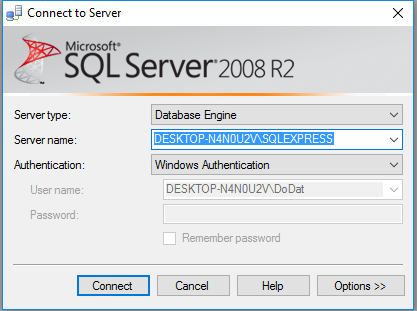 Connect to Server
Microsoft®
SQL Server® 2008 R2
Server type: Database Engine
Server name: DESKTOP-N4N0U2V\SQLEXPRESS
Authentication: Windows Authentication
User name: DESKTOP-N4N0U2V\DoDat
Password:
Remember password
Connect Cancel Help Options >>